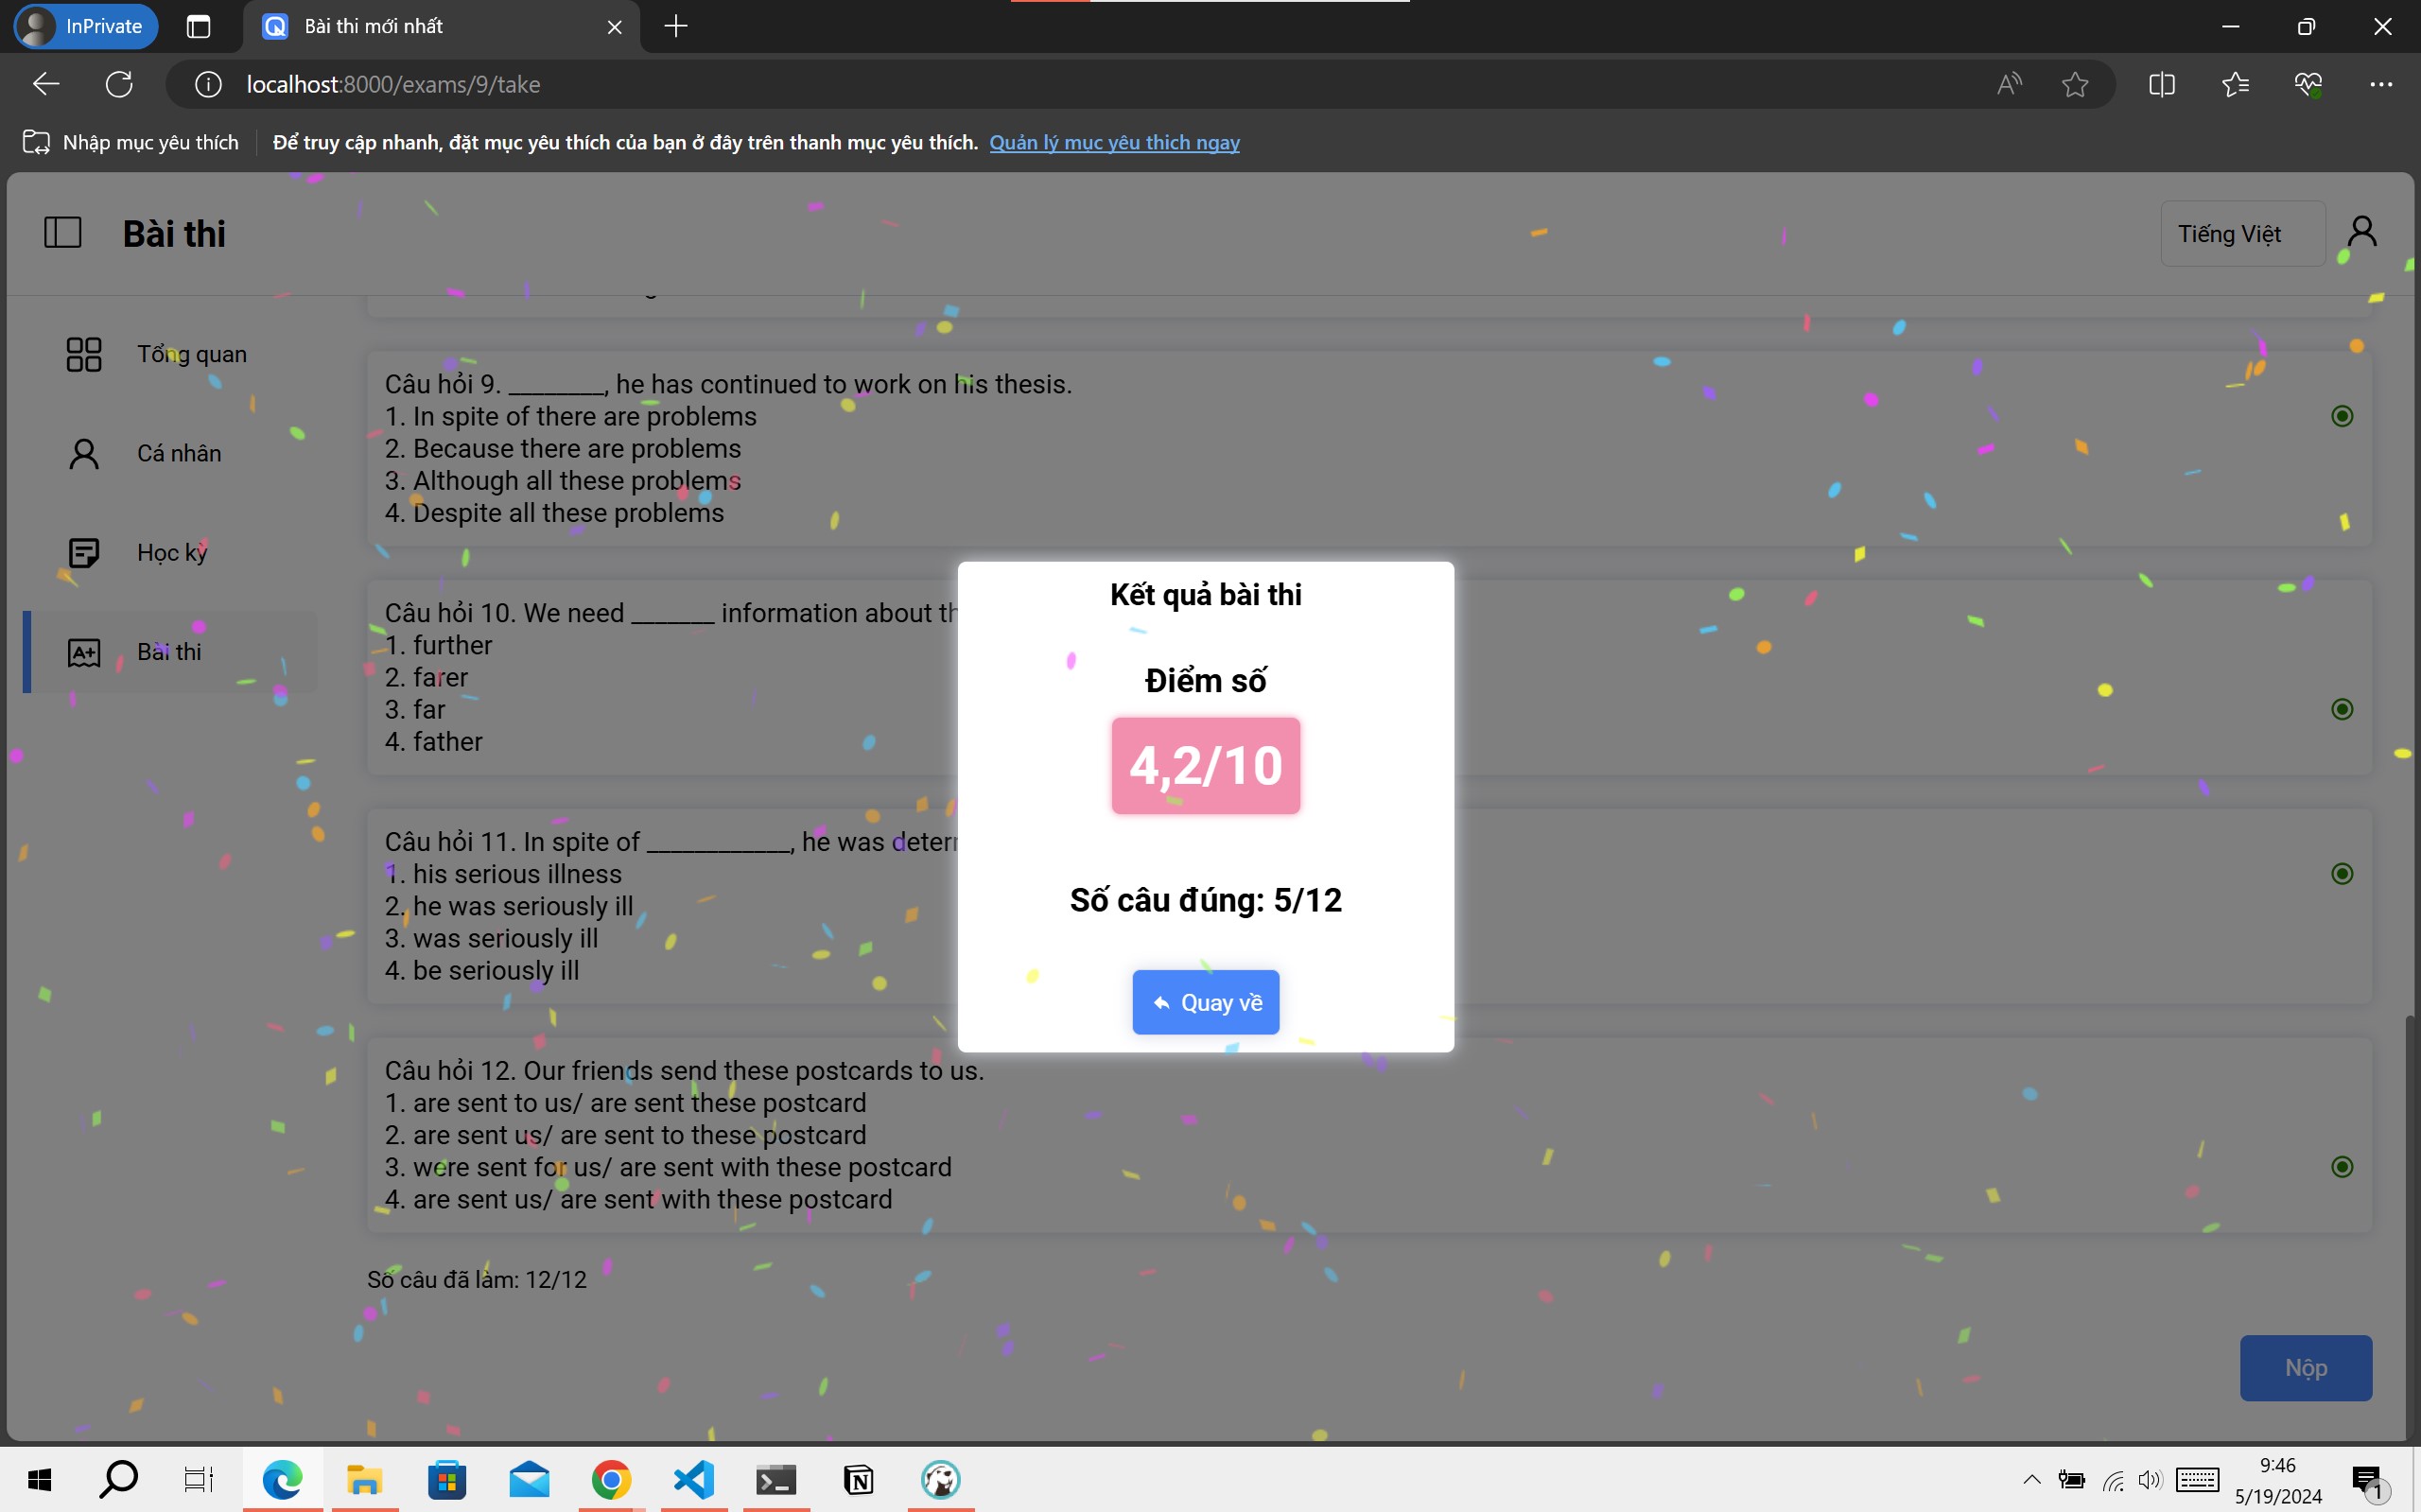 InPrivate
Bài thi mới nhất
localhost:8000/exams/9/take
Nhập mục yêu thích
Để truy cập nhanh, đặt mục yêu thích của bạn ở đây trên thanh mục yêu thích. Quản lý mục yêu thích ngay
Bài thi
Tiếng Việt
Tổng quan
Cá nhân
Học kỳ
A+ Bài thi
Câu hỏi 9. ________, he has continued to work on his thesis.
1. In spite of there are problems
2. Because there are problems
3. Although all these problems
4. Despite all these problems
Câu hỏi 10. We need _______ information about
1. further
2. farer
3. far
4. father
Câu hỏi 11. In spite of ____________, he was
1. his serious illness
2. he was seriously ill
3. was seriously ill
4. be seriously ill
Câu hỏi 12. Our friends send these postcards to us.
1. are sent to us/ are sent these postcard
2. are sent us/ are sent to these postcard
3. were sent for us/ are sent with these postcard
4. are sent us/ are sent with these postcard
Số câu đã làm: 12/12
Nộp
Kết quả bài thi
Điểm số
4,2/10
Số câu đúng: 5/12
Quay về
9:46
5/19/2024
1